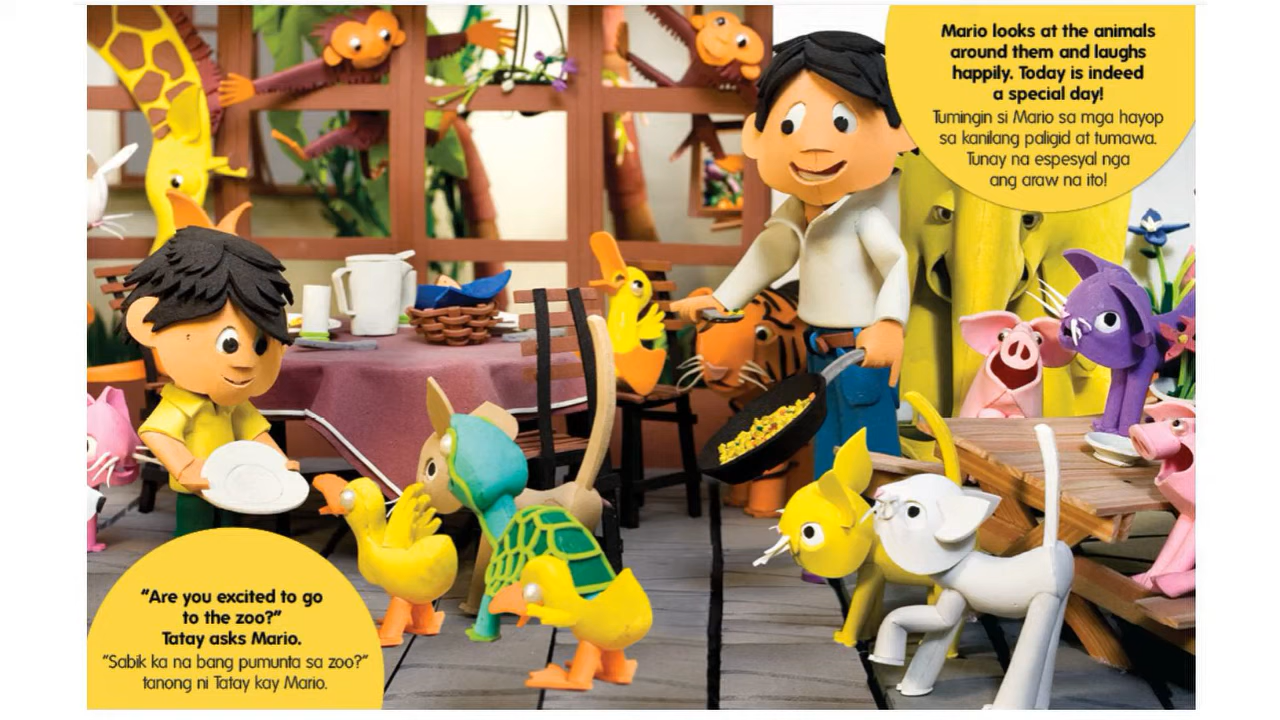 “Are you excited to go
to the zoo?”
Tatay asks Mario.
“Sabik ka na bang pumunta sa zoo?”
tanong ni Tatay kay Mario.
Mario looks at the animals
around them and laughs
happily. Today is indeed
a special day!
Tumingin si Mario sa mga hayop
sa kanilang paligid at tumawa.
Tunay na espesyal nga
ang araw na ito!